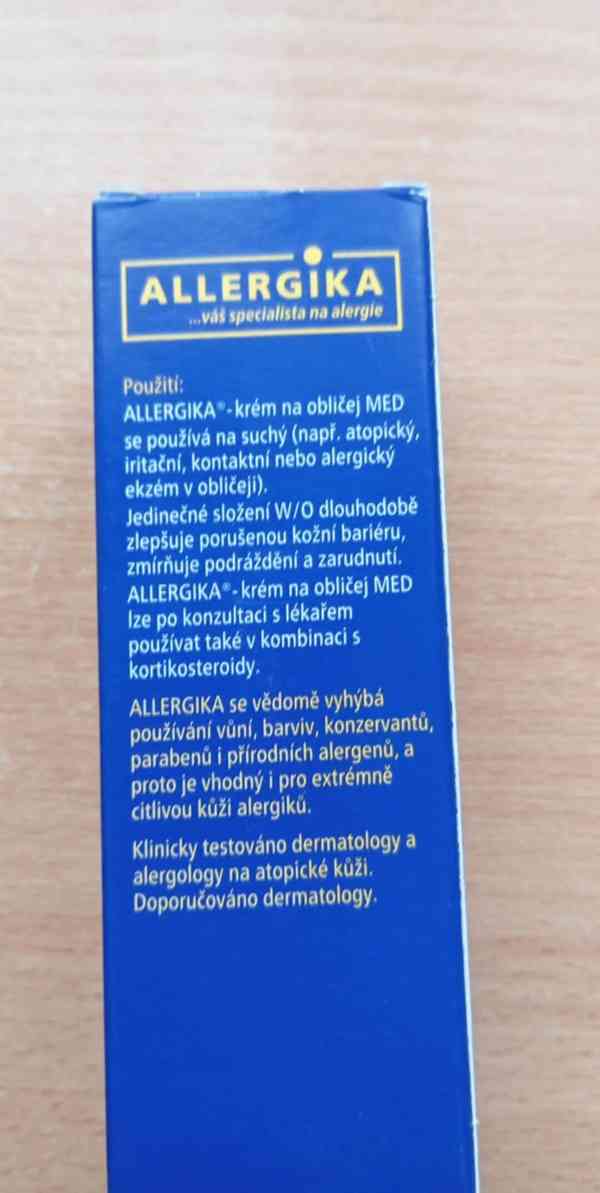 ALLERGIKA
...váš specialista na alergie
Použití:
ALLERGIKA®-krém na obličej MED
se používá na suchý (např. atopický,
iritační, kontaktní nebo alergický
ekzém v obličeji).
Jedinečné složení W/O dlouhodobě
zlepšuje porušenou kožní bariéru,
zmírňuje podráždění a zarudnutí.
ALLERGIKA®-krém na obličej MED
lze po konzultaci s lékařem
používat také v kombinaci s
kortikosteroidy.
ALLERGIKA se vědomě vyhýbá
používání vůní, barviv, konzervantů,
parabenů i přírodních alergenů, a
proto je vhodný i pro extrémně
citlivou kůži alergiků.
Klinicky testováno dermatology a
alergology na atopické kůži.
Doporučováno dermatology.